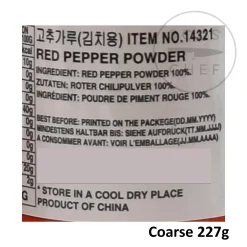 고추가루(김치용) ITEM NO.14321
RED PEPPER POWDER
INGREDIENT: RED PEPPER POWDER 100%.
ZUTATEN: ROTER CHILIPULVER 100%.
INGRÉDIENT: POUDRE DE PIMENT ROUGE 100%.
BEST BEFORE: PRINTED ON THE PACKEGE(DD.MM.YYYY)
MINDESTENS HALTBAR BIS: SIEHE AUFDRUCK(TT.MM.JJJJ)
A CONSOMMER AVANT: VOIR L'EMBALLAGE(JJ.MM.AAAA)
* STORE IN A COOL DRY PLACE
PRODUCT OF CHINA
Coarse 227g